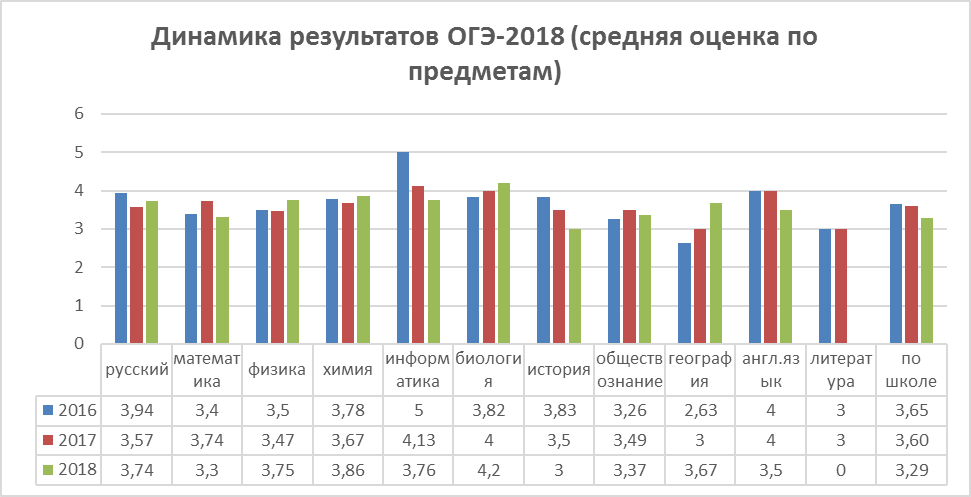 Динамика результатов ОГЭ-2018 (средняя оценка по
предметам)
6
5
4
3
2
1
0
русский математ
ика физика химия информ
атика биологи
я история обществ
ознание географ
ия англ.яз
ык литерат
ура по
школе
2016 3,94 3,4 3,5 3,78 5 3,82 3,83 3,26 2,63 4 3 3,65
2017 3,57 3,74 3,47 3,67 4,13 4 3,5 3,49 3 4 3 3,60
2018 3,74 3,3 3,75 3,86 3,76 4,2 3 3,37 3,67 3,5 0 3,29